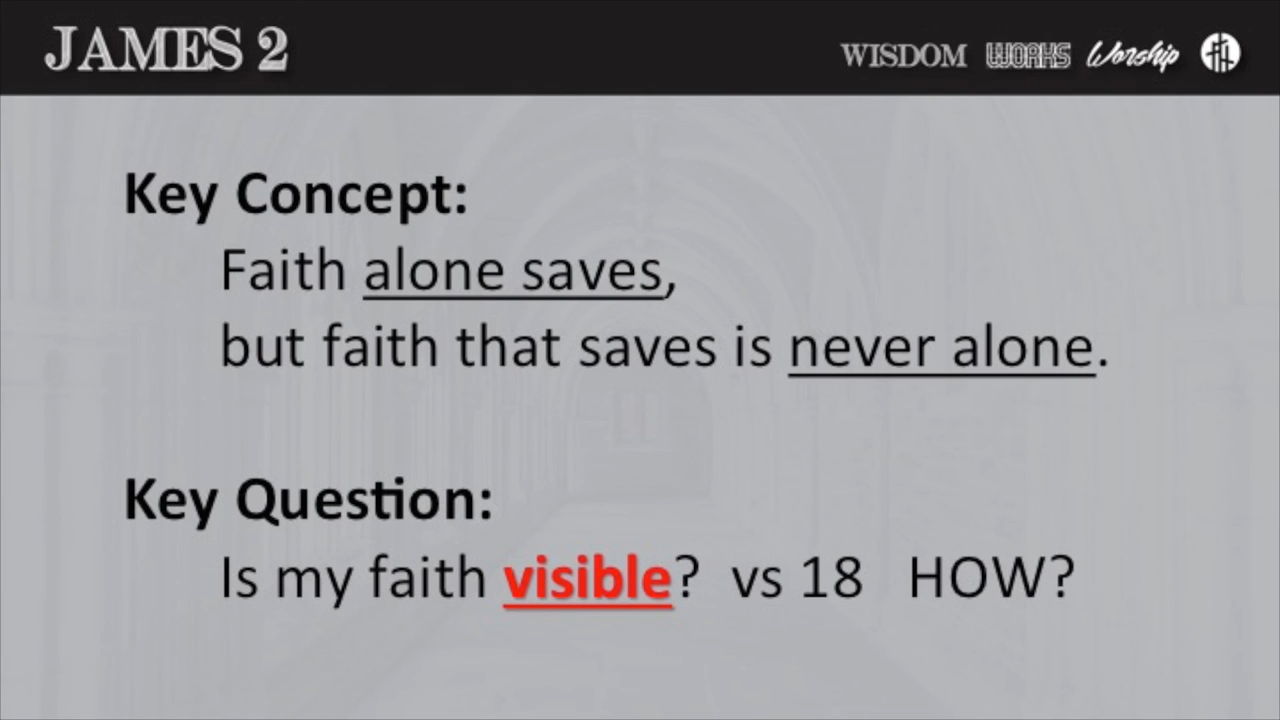 JAMES 2
WISDOM WORKS Worship
Key Concept:
Faith alone saves,
but faith that saves is never alone.
Key Question:
Is my faith visible? vs 18 HOW?